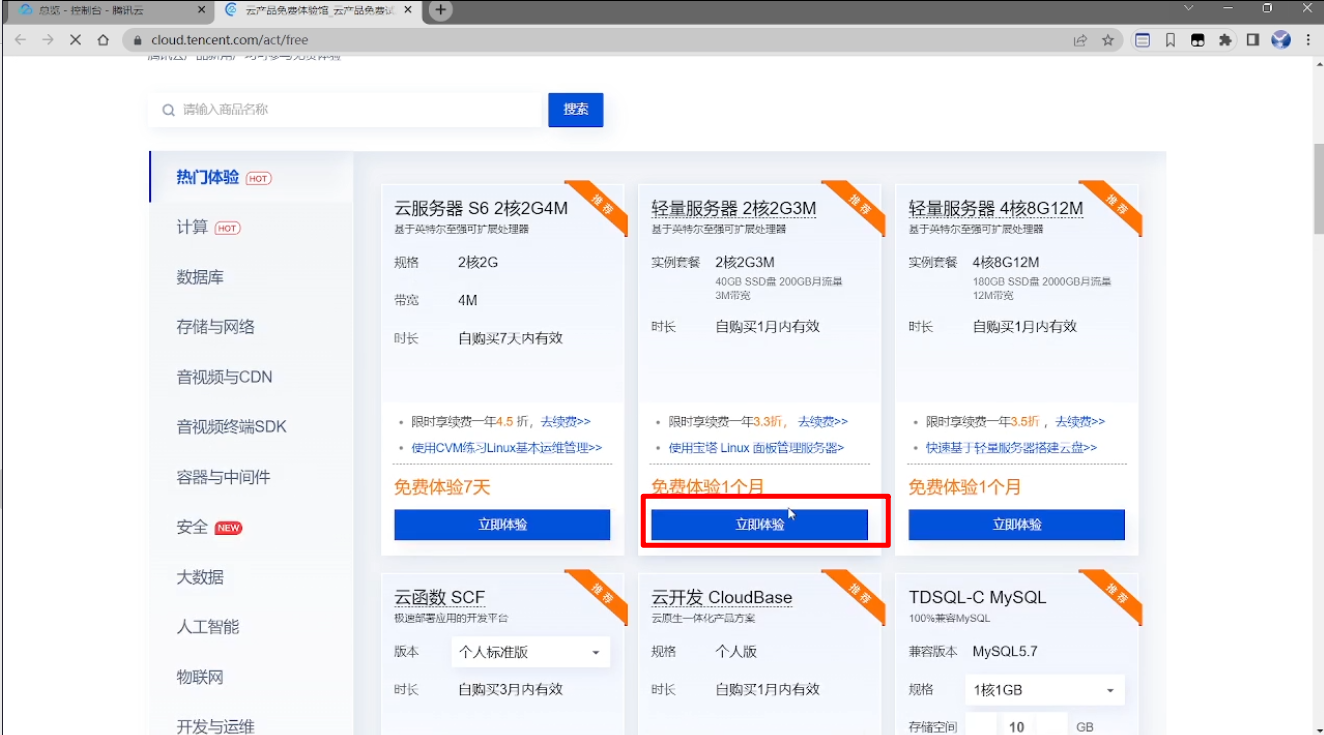 总览 - 控制台 - 腾讯云
云产品免费体验馆_云产品免费试
cloud.tencent.com/act/free
请输入商品名称
搜索
热门体验 HOT
计算 HOT
数据库
存储与网络
音视频与CDN
音视频终端SDK
容器与中间件
安全 NEW
大数据
人工智能
物联网
开发与运维
推荐
云服务器 S6 2核2G4M
基于英特尔至强可扩展处理器
规格 2核2G
带宽 4M
时长 自购买7天内有效
• 限时享续费一年4.5 折，去续费>>
• 使用CVM练习Linux基本运维管理>>
免费体验7天
立即体验
推荐
轻量服务器 2核2G3M
基于英特尔至强可扩展处理器
实例套餐 2核2G3M
40GB SSD盘 200GB月流量
3M带宽
时长 自购买1月内有效
• 限时享续费一年3.3折，去续费>>
• 使用宝塔 Linux 面板管理服务器>
免费体验1个月
立即体验
推荐
轻量服务器 4核8G12M
基于英特尔至强可扩展处理器
实例套餐 4核8G12M
180GB SSD盘 2000GB月流量
12M带宽
时长 自购买1月内有效
• 限时享续费一年3.5折，去续费>>
• 快速基于轻量服务器搭建云盘>>
免费体验1个月
立即体验
推荐
云函数 SCF
极速部署应用的开发平台
版本 个人标准版
时长 自购买3月内有效
推荐
云开发 CloudBase
云原生一体化产品方案
规格 个人版
时长 自购买1月内有效
推荐
TDSQL-C MySQL
100%兼容MySQL
兼容版本 MySQL5.7
规格 1核1GB
存储空间 10 GB